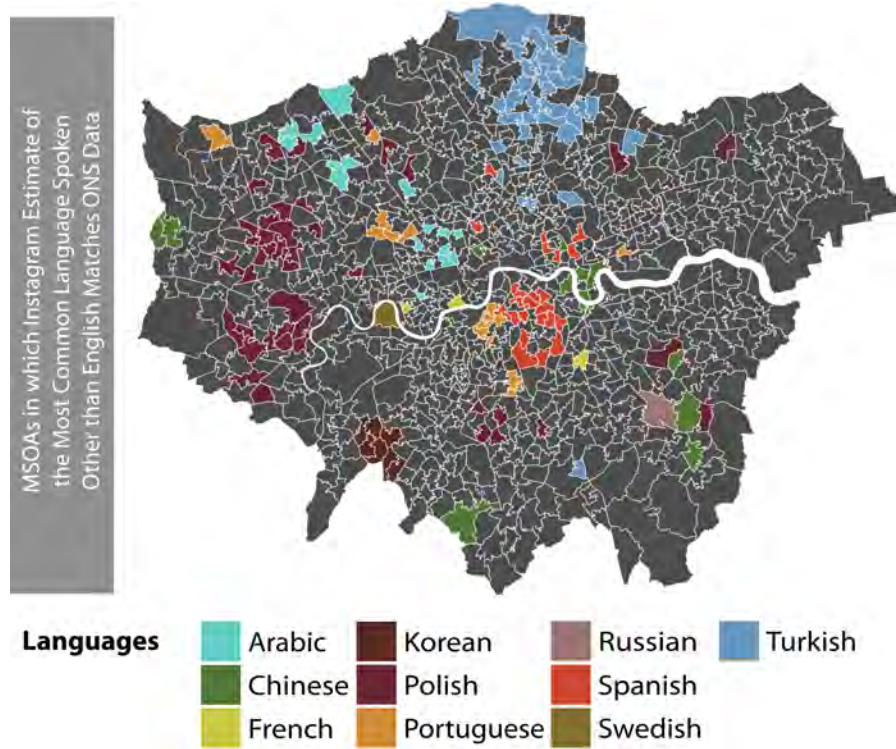 MSOAs in which Instagram Estimate of
the Most Common Language Spoken
Other than English Matches ONS Data
Languages
Arabic
Korean
Russian
Turkish
Chinese
Polish
Spanish
French
Portuguese
Swedish